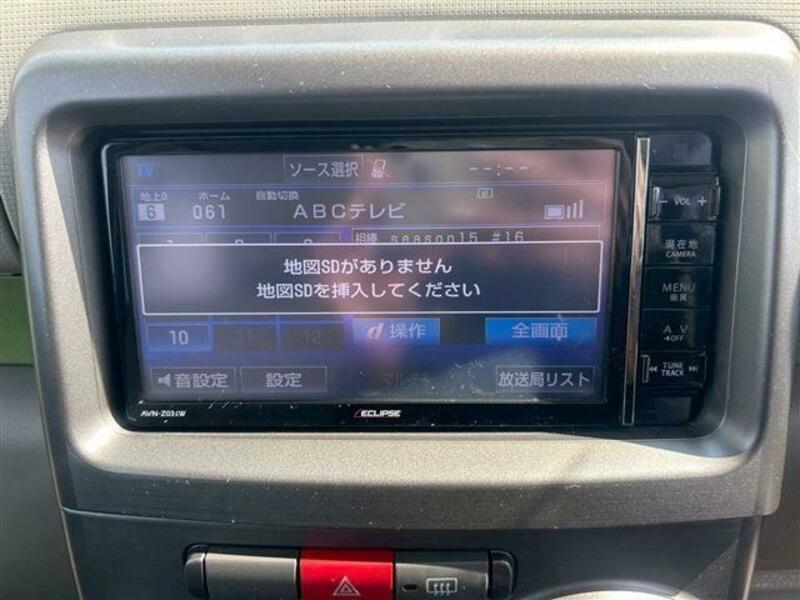 TV ソース選択 --:--
地上D ホーム 自動切換
6 061 ABCテレビ
相棒 season15 #16
地図SDがありません
地図SDを挿入してください
10 11 12 d 操作 全画面
音設定 設定 放送局リスト
AVN-Z03iW ECLIPSE
- VOL +
現在地
CAMERA
MENU
画質
AV
OFF
TUNE
TRACK